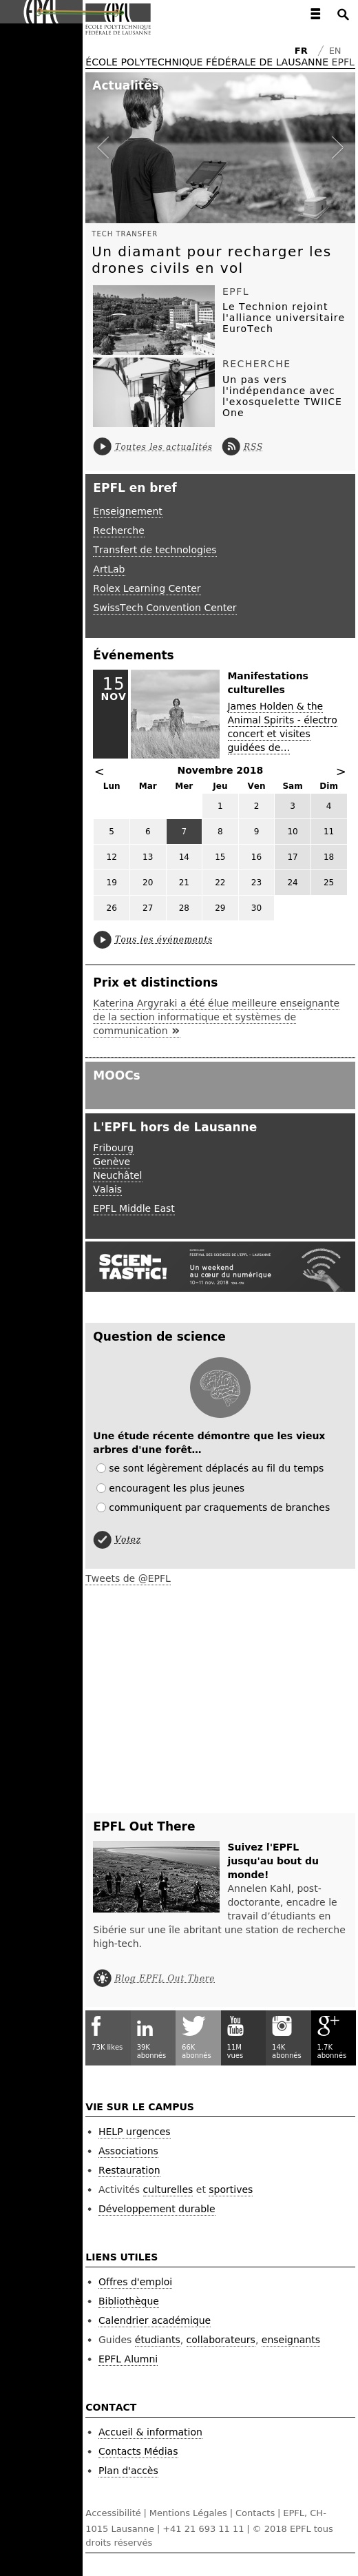 EPFL
EPFL
ÉCOLE POLYTECHNIQUE
FÉDÉRALE DE LAUSANNE
FR / EN
ÉCOLE POLYTECHNIQUE FÉDÉRALE DE LAUSANNE EPFL
Actualités
TECH TRANSFER
Un diamant pour recharger les
drones civils en vol
EPFL
Le Technion rejoint
l'alliance universitaire
EuroTech
RECHERCHE
Un pas vers
l'indépendance avec
l'exosquelette TWIICE
One
Toutes les actualités RSS
EPFL en bref
Enseignement
Recherche
Transfert de technologies
ArtLab
Rolex Learning Center
SwissTech Convention Center
Événements
15
NOV
Manifestations
culturelles
James Holden & the
Animal Spirits - électro
concert et visites
guidées de...
< Novembre 2018 >
Lun Mar Mer Jeu Ven Sam Dim
1 2 3 4
5 6 7 8 9 10 11
12 13 14 15 16 17 18
19 20 21 22 23 24 25
26 27 28 29 30
Tous les événements
Prix et distinctions
Katerina Argyraki a été élue meilleure enseignante
de la section informatique et systèmes de
communication »
MOOCs
L'EPFL hors de Lausanne
Fribourg
Genève
Neuchâtel
Valais
EPFL Middle East
SCIEN-
TASTIC!
FESTIVAL DES SCIENCES DE L'EPFL – LAUSANNE
Un weekend
au cœur du numérique
10–11 nov. 2018
Question de science
Une étude récente démontre que les vieux
arbres d'une forêt…
se sont légèrement déplacés au fil du temps
encouragent les plus jeunes
communiquent par craquements de branches
Votez
Tweets de @EPFL
EPFL Out There
Suivez l'EPFL
jusqu'au bout du
monde!
Annelen Kahl, post-
doctorante, encadre le
travail d’étudiants en
Sibérie sur une île abritant une station de recherche
high-tech.
Blog EPFL Out There
f in You Tube g+
73K likes 39K abonnés 66K abonnés 11M vues 14K abonnés 1.7K abonnés
VIE SUR LE CAMPUS
HELP urgences
Associations
Restauration
Activités culturelles et sportives
Développement durable
LIENS UTILES
Offres d'emploi
Bibliothèque
Calendrier académique
Guides étudiants, collaborateurs, enseignants
EPFL Alumni
CONTACT
Accueil & information
Contacts Médias
Plan d'accès
Accessibilité | Mentions Légales | Contacts | EPFL, CH-
1015 Lausanne | +41 21 693 11 11 | © 2018 EPFL tous
droits réservés